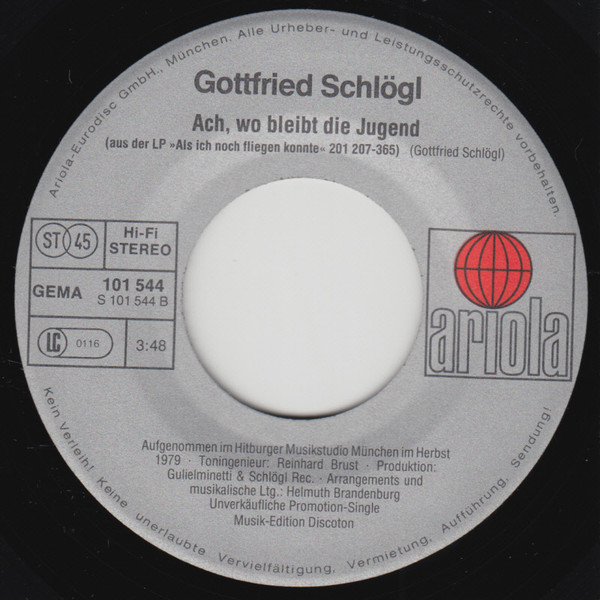 Ariola-Eurodisc GmbH., München. Alle Urheber- und Leistungsschutzrechte vorbehalten.
Gottfried Schlögl
Ach, wo bleibt die Jugend
(aus der LP »Als ich noch fliegen konnte« 201 207-365) (Gottfried Schlögl)
ST 45
Hi-Fi
STEREO
GEMA
101 544
S 101 544 B
LC 0116
3:48
ariola
Aufgenommen im Hitburger Musikstudio München im Herbst
1979 · Toningenieur: Reinhard Brust · Produktion:
Gulielminetti & Schlögl Rec. · Arrangements und
musikalische Ltg.: Helmuth Brandenburg
Unverkäufliche Promotion-Single
Musik-Edition Discoton
Kein Verleih! Keine unerlaubte Vervielfältigung, Vermietung, Aufführung, Sendung!